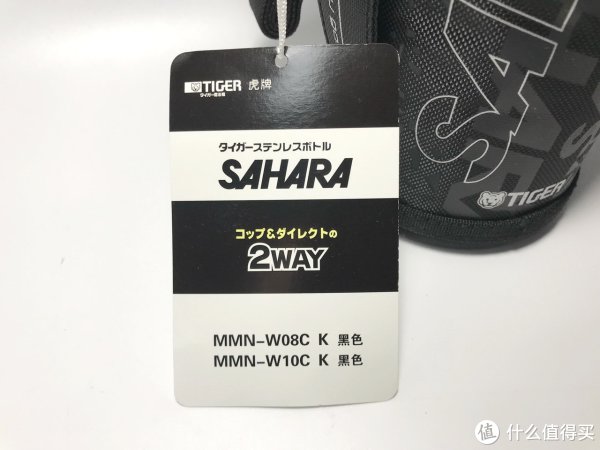 TIGER 虎牌
タイガー魔法瓶
タイガーステンレスボトル
SAHARA
コップ&ダイレクトの
2WAY
MMN-W08C K 黑色
MMN-W10C K 黑色
TIGER
值 什么值得买